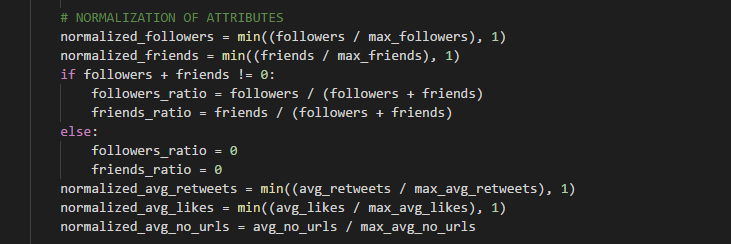 # NORMALIZATION OF ATTRIBUTES
normalized_followers = min((followers / max_followers), 1)
normalized_friends = min((friends / max_friends), 1)
if followers + friends != 0:
    followers_ratio = followers / (followers + friends)
    friends_ratio = friends / (followers + friends)
else:
    followers_ratio = 0
    friends_ratio = 0
normalized_avg_retweets = min((avg_retweets / max_avg_retweets), 1)
normalized_avg_likes = min((avg_likes / max_avg_likes), 1)
normalized_avg_no_urls = avg_no_urls / max_avg_no_urls